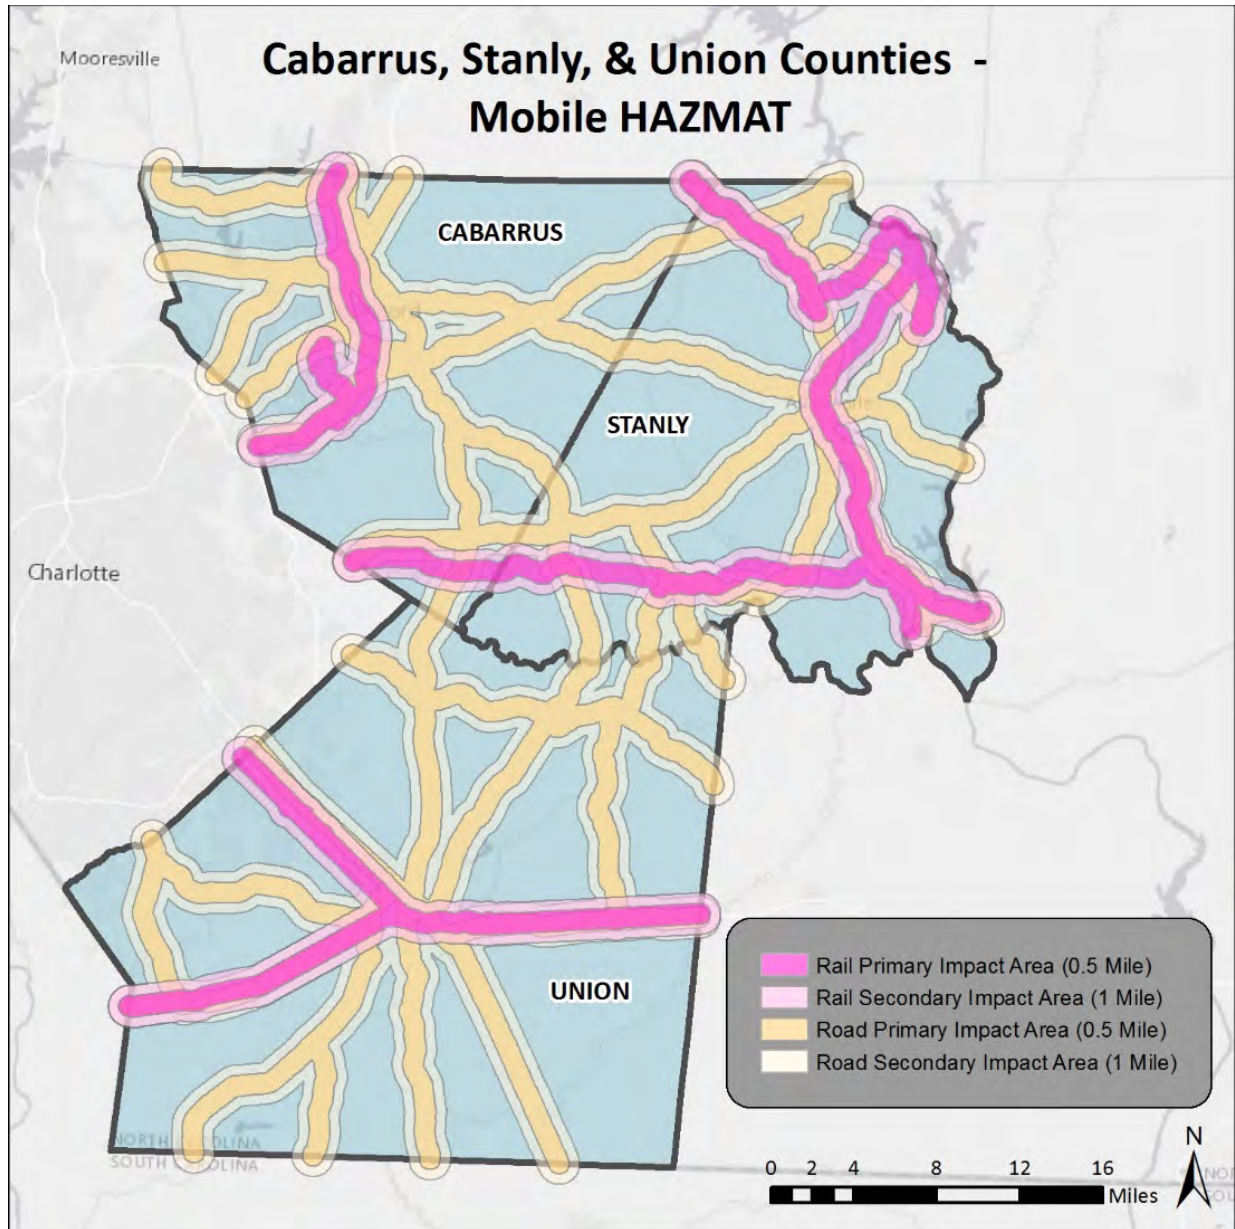 Mooresville
Cabarrus, Stanly, & Union Counties -
Mobile HAZMAT
CABARRUS
STANLY
Charlotte
UNION
Rail Primary Impact Area (0.5 Mile)
Rail Secondary Impact Area (1 Mile)
Road Primary Impact Area (0.5 Mile)
Road Secondary Impact Area (1 Mile)
NORTH CAROLINA
SOUTH CAROLINA
N
0 2 4 8 12 16
Miles